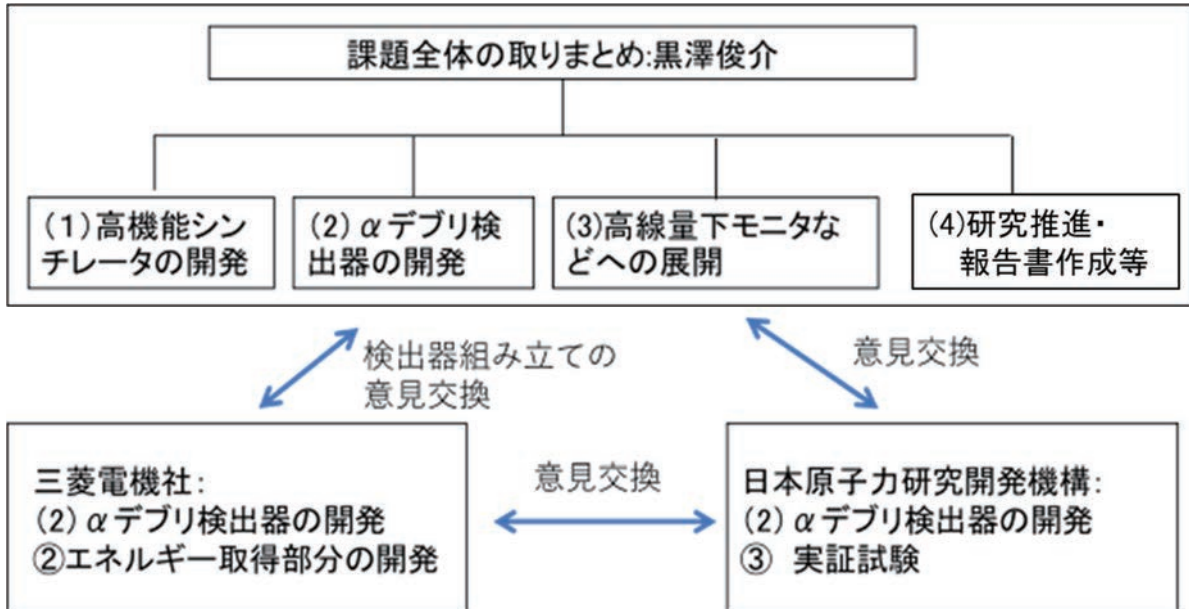 課題全体の取りまとめ:黒澤俊介
(1)高機能シン
チレータの開発
(2) αデブリ検
出器の開発
(3)高線量下モニタな
どへの展開
(4)研究推進・
報告書作成等
検出器組み立ての
意見交換
意見交換
三菱電機社:
(2) αデブリ検出器の開発
②エネルギー取得部分の開発
意見交換
日本原子力研究開発機構:
(2) αデブリ検出器の開発
③ 実証試験